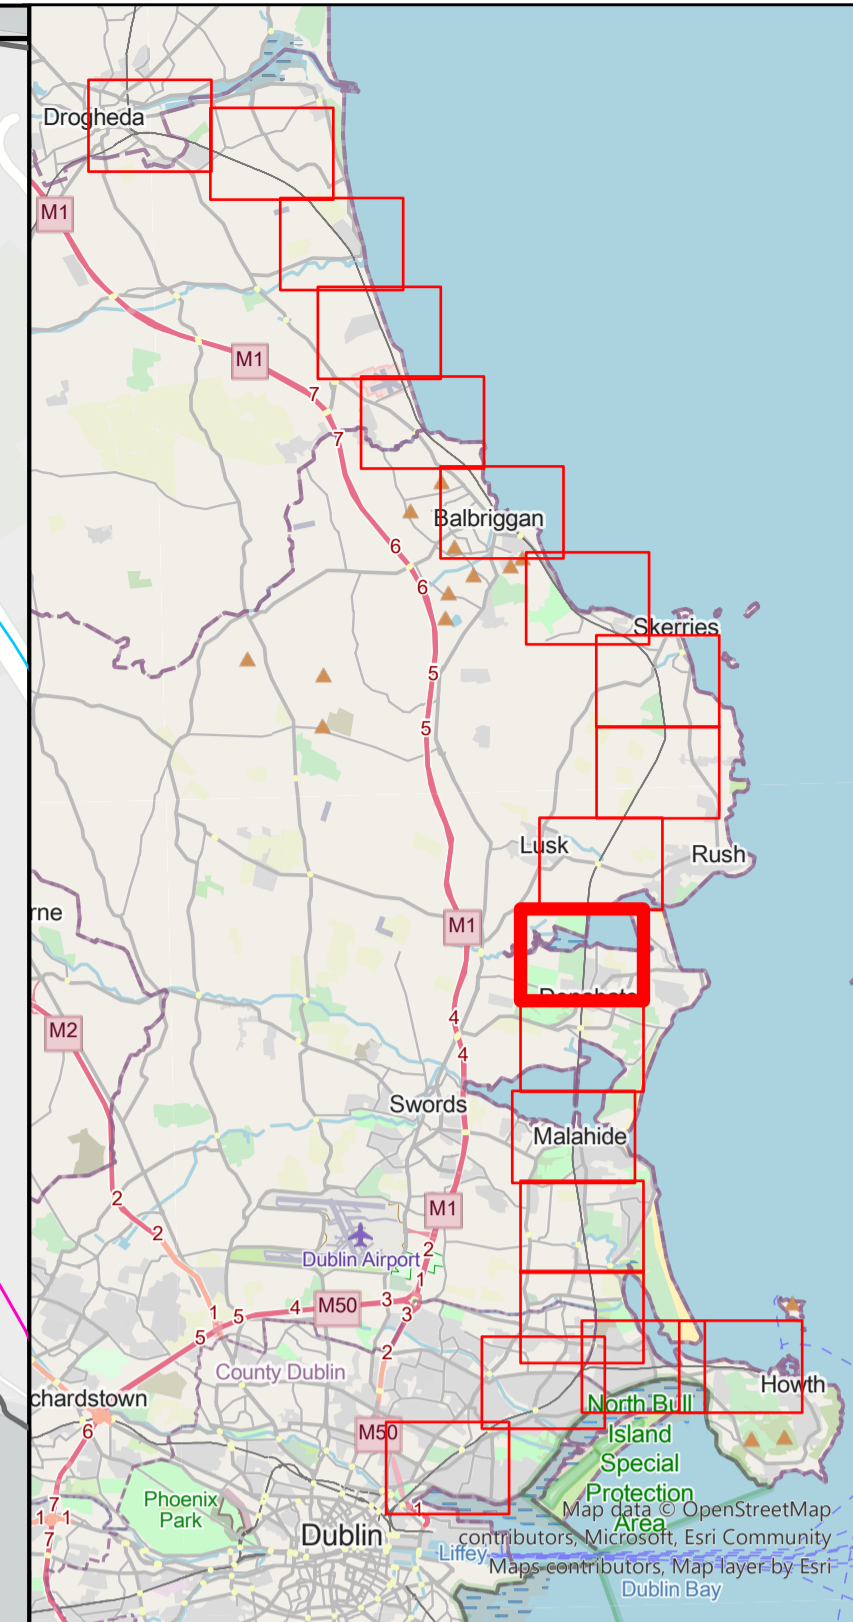 Drogheda
M1
M1
7
7
Balbriggan
6
6
Skerries
5
5
Lusk
Rush
rne
M1
M2
4
4
Swords
Malahide
2
2
M1
Dublin Airport
2
1
M50
3
3
4
5
1
5
2
County Dublin
chardstown
Howth
North Bull
Island
Special
Protection
Area
6
M50
Phoenix
Park
7
1 1
7
1
Dublin
Liffey
Map data © OpenStreetMap
contributors, Microsoft, Esri Community
Maps contributors, Map layer by Esri
Dublin Bay